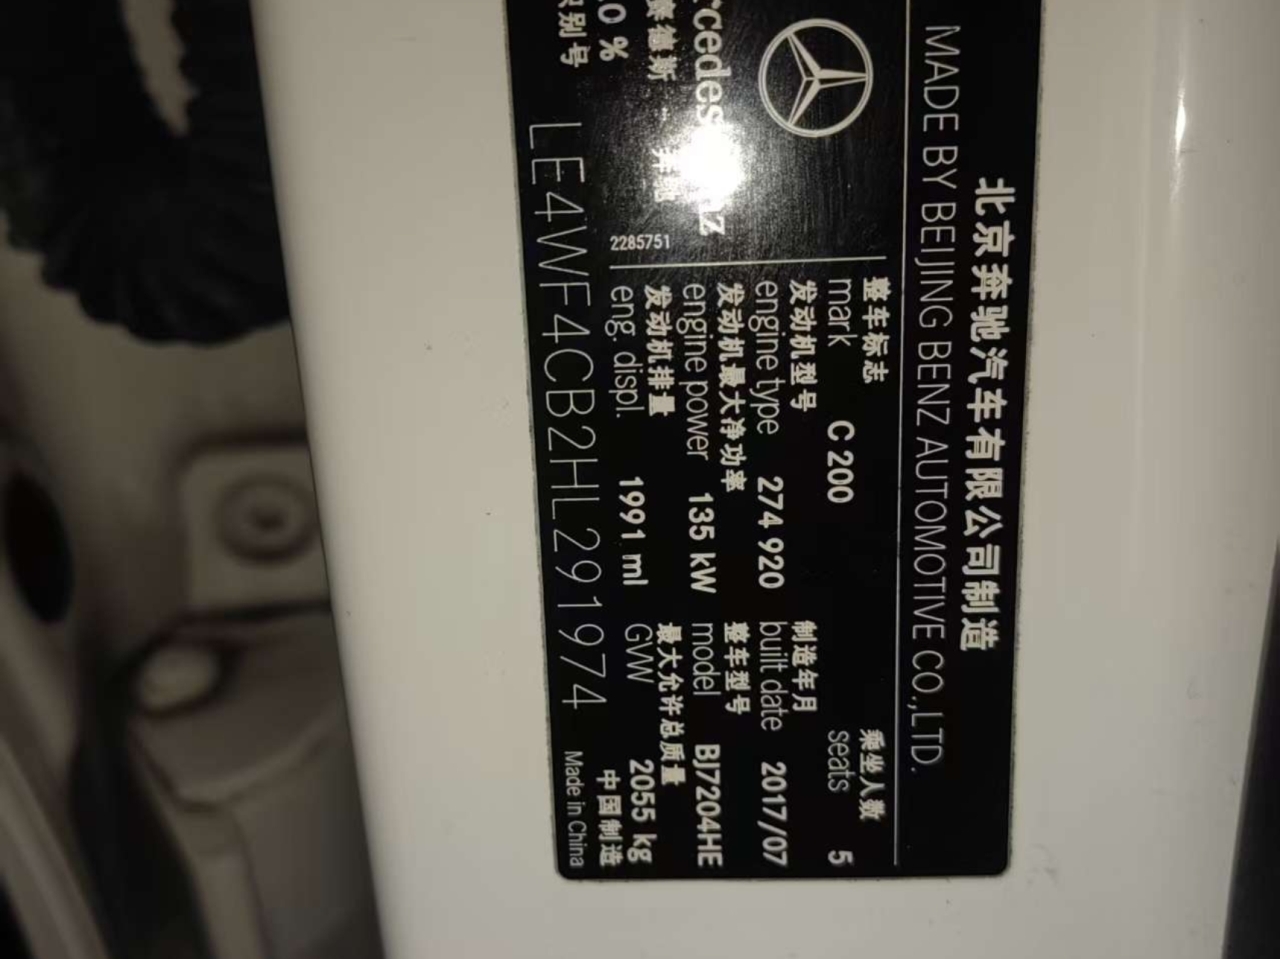 北京奔驰汽车有限公司制造
MADE BY BEIJING BENZ AUTOMOTIVE CO.,LTD.
整车标志
mark C 200
乘坐人数
seats 5
发动机型号
engine type 274 920
制造年月
built date 2017/07
发动机最大净功率
engine power 135 kW
整车型号
model BJ7204HE
发动机排量
eng. displ. 1991 ml
最大允许总质量
GVW 2055 kg
2285751
中国制造
LE4WF4CB2HL291974
Made in China